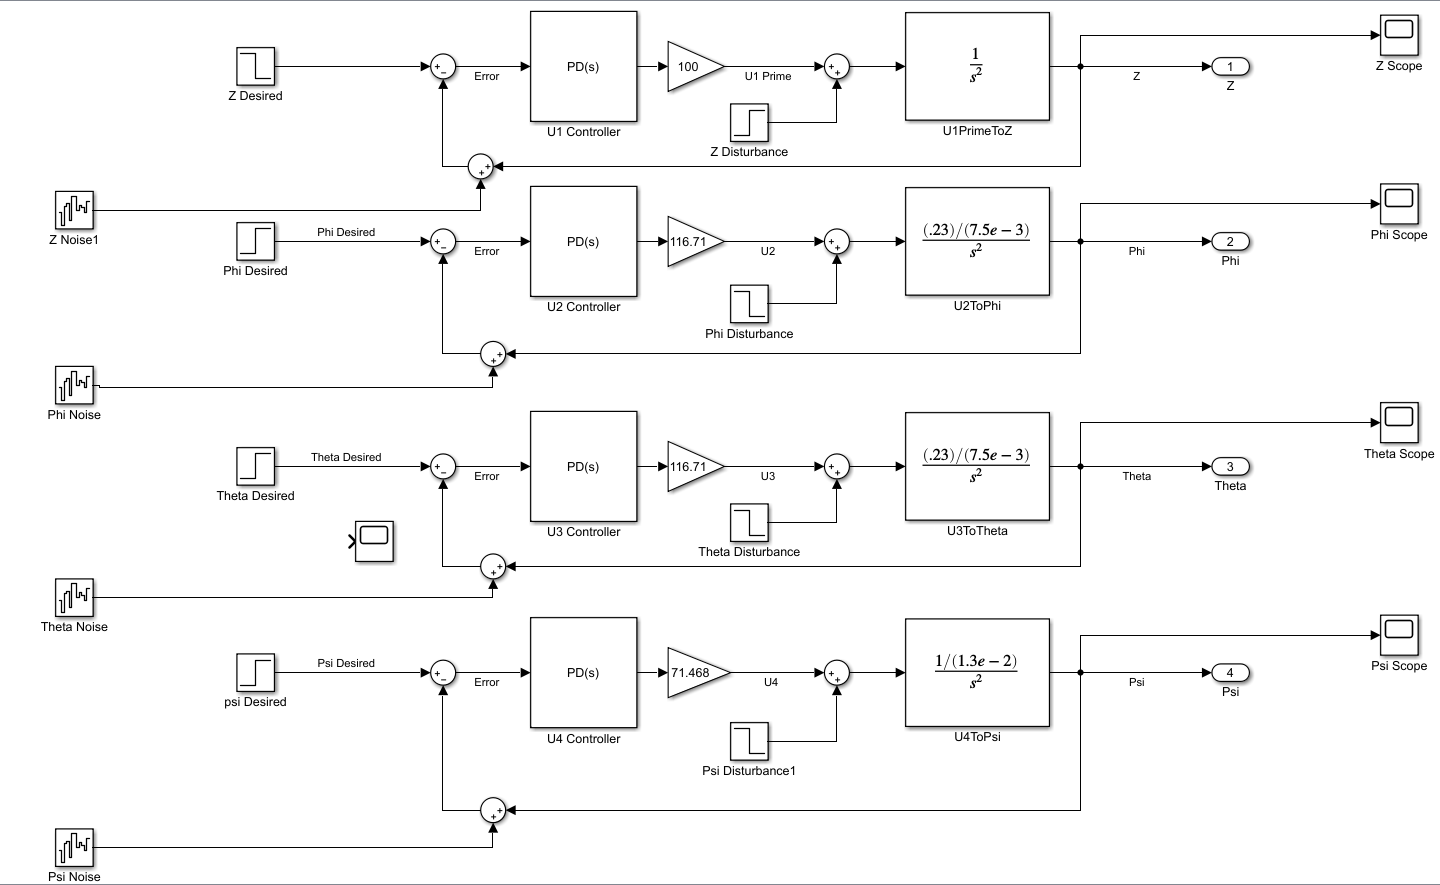 Z Desired
+
−
Error
PD(s)
U1 Controller
100
U1 Prime
+
+
Z Disturbance
1
s²
U1PrimeToZ
Z
1
Z
Z Scope
+
+
Z Noise1
Phi Desired
Phi Desired
+
−
Error
PD(s)
U2 Controller
116.71
U2
+
+
Phi Disturbance
(.23)/(7.5e − 3)
s²
U2ToPhi
Phi
2
Phi
Phi Scope
+
+
Phi Noise
Theta Desired
Theta Desired
+
−
Error
PD(s)
U3 Controller
116.71
U3
+
+
Theta Disturbance
(.23)/(7.5e − 3)
s²
U3ToTheta
Theta
3
Theta
Theta Scope
+
+
Theta Noise
Psi Desired
psi Desired
+
−
Error
PD(s)
U4 Controller
71.468
U4
+
+
Psi Disturbance1
1/(1.3e − 2)
s²
U4ToPsi
Psi
4
Psi
Psi Scope
+
+
Psi Noise